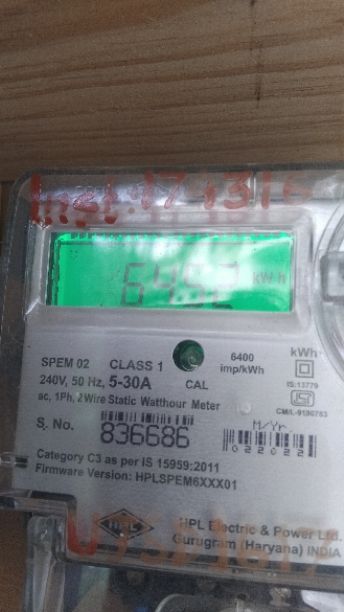 6452
kWh
SPEM 02 CLASS 1 6400 imp/kWh kWh
240V, 50 Hz, 5-30A CAL IS:13779
ac, 1Ph, 2Wire Static Watthour Meter
S. No. 836686 M/Yr
022022
Category C3 as per IS 15959:2011
Firmware Version: HPLSPEM6XXX01
HPL
HPL Electric & Power Ltd.
Gurugram (Haryana) INDIA